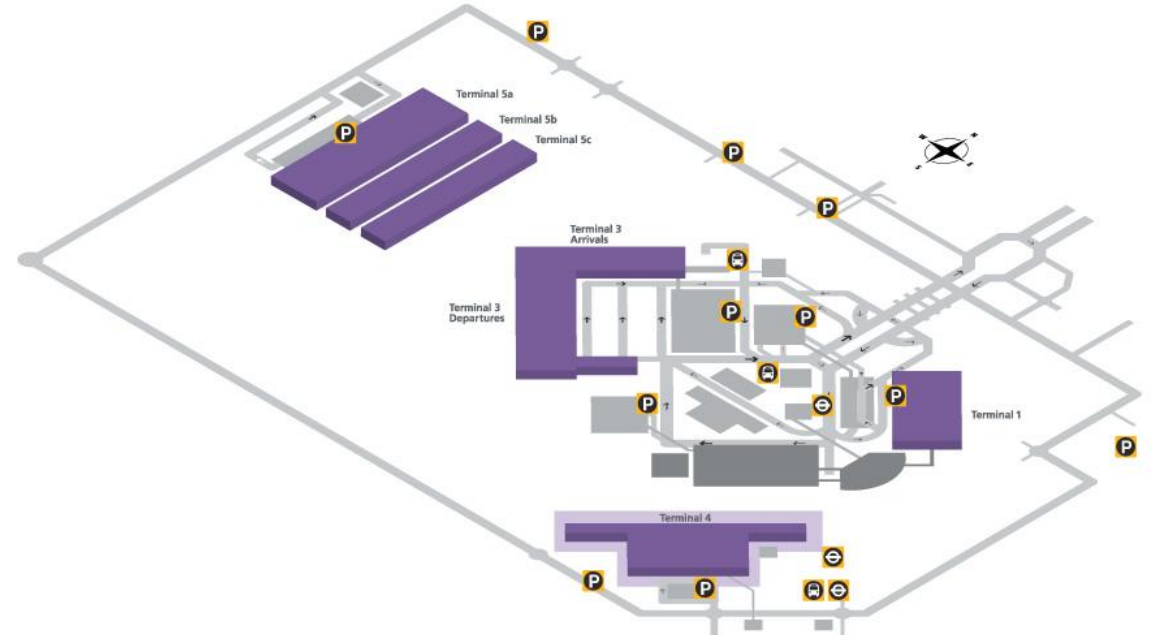 P
Terminal 5a
Terminal 5b
P
Terminal 5c
P
P
Terminal 3
Arrivals
Terminal 3
Departures
P
P
P
P
Terminal 1
P
Terminal 4
P
P